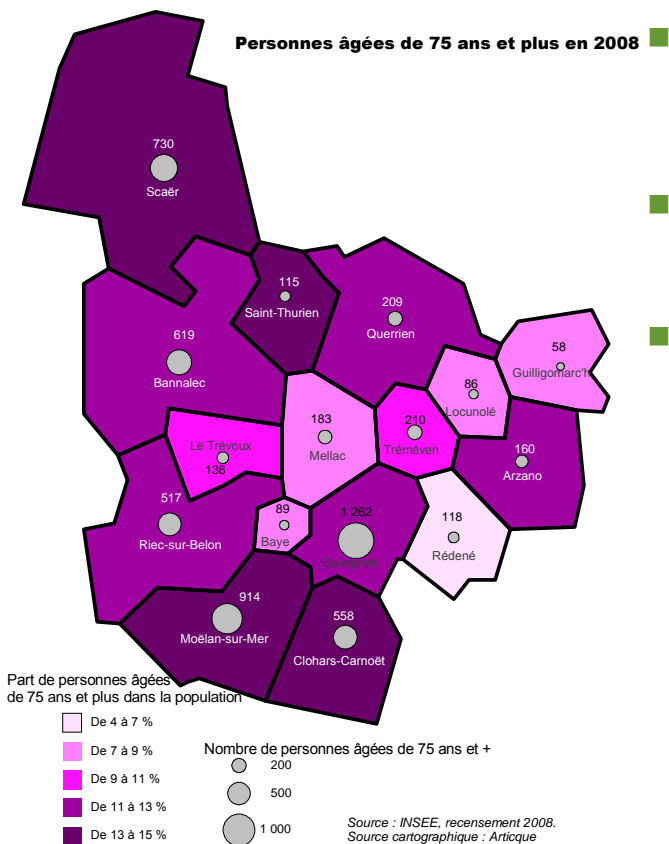 Personnes âgées de 75 ans et plus en 2008
730
Scaër
115
Saint-Thurien
209
Querrien
58
Guilligomarc'h
619
Bannalec
86
Locunolé
183
Mellac
210
Tréméven
160
Arzano
Le Trévoux
136
517
Riec-sur-Belon
89
Baye
1 262
Quimperlé
118
Rédené
914
Moëlan-sur-Mer
558
Clohars-Carnoët
Part de personnes âgées
de 75 ans et plus dans la population
De 4 à 7 %
De 7 à 9 %
De 9 à 11 %
De 11 à 13 %
De 13 à 15 %
Nombre de personnes âgées de 75 ans et +
200
500
1 000
Source : INSEE, recensement 2008.
Source cartographique : Articque